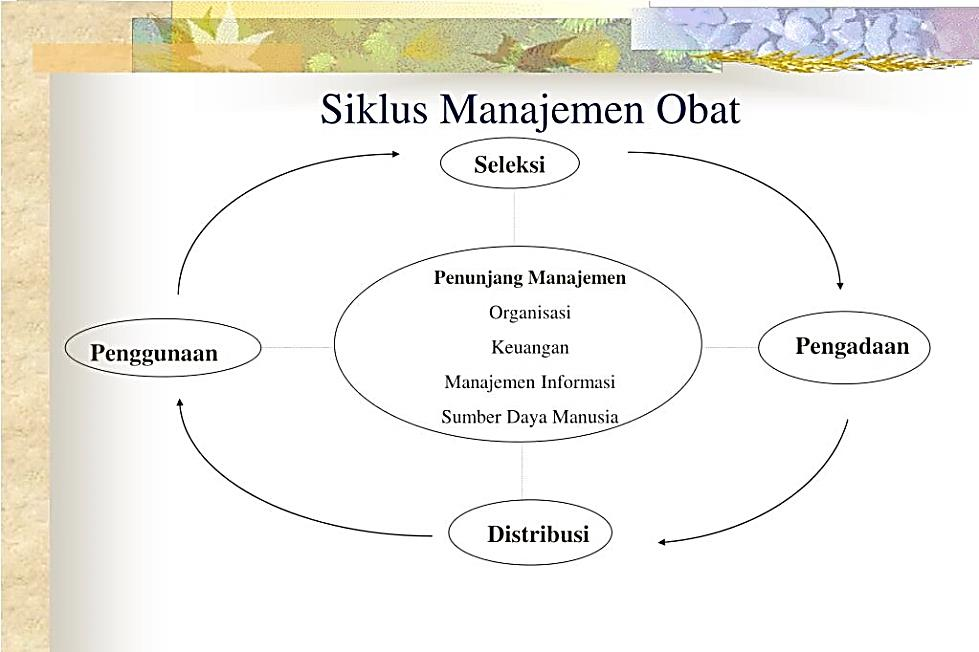 Siklus Manajemen Obat
Seleksi
Penunjang Manajemen
Organisasi
Keuangan
Manajemen Informasi
Sumber Daya Manusia
Penggunaan
Pengadaan
Distribusi